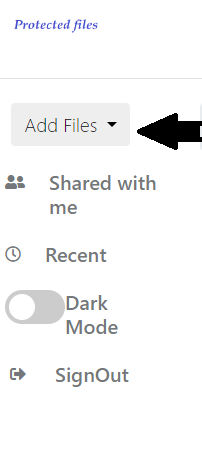 Protected files
Add Files
Shared with
me
Recent
Dark
Mode
SignOut